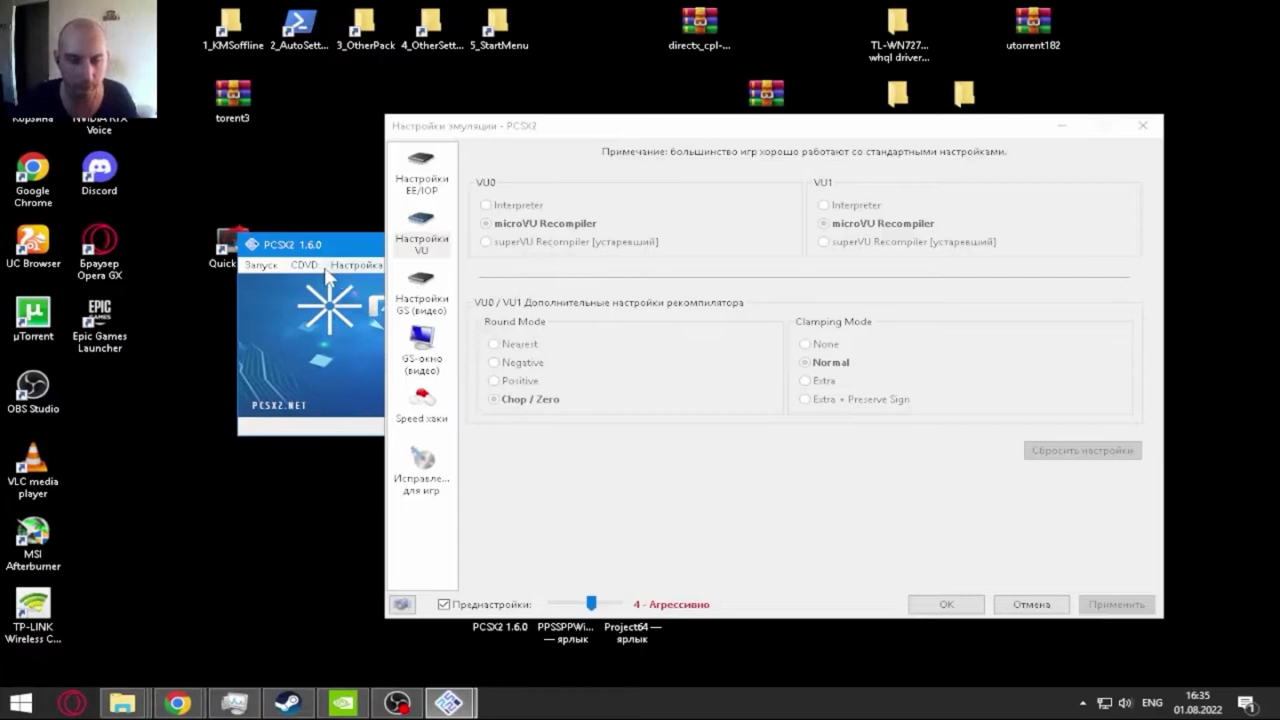 1_KMSoffline
2_AutoSett...
3_OtherPack
4_OtherSett...
5_StartMenu
directx_cpl-...
TL-WN727...
whql driver...
utorrent182
torent3
Voice
Google
Chrome
Discord
UC Browser
Браузер
Opera GX
µTorrent
Epic Games
Launcher
OBS Studio
VLC media
player
MSI
Afterburner
TP-LINK
Wireless C...
Quick
PCSX2 1.6.0
Запуск
CDVD
Настройка
PCSX2.NET
Настройки эмуляции - PCSX2
Примечание: большинство игр хорошо работают со стандартными настройками.
Настройки
EE/IOP
Настройки
VU
Настройки
GS (видео)
GS-окно
(видео)
Speed хаки
Исправле...
для игр
VU0
Interpreter
microVU Recompiler
superVU Recompiler [устаревший]
VU1
Interpreter
microVU Recompiler
superVU Recompiler [устаревший]
VU0 / VU1 Дополнительные настройки рекомпилатора
Round Mode
Nearest
Negative
Positive
Chop / Zero
Clamping Mode
None
Normal
Extra
Extra + Preserve Sign
Сбросить настройки
Преднастройки:
4 - Агрессивно
OK
Отмена
Применить
PCSX2 1.6.0
PPSSPPWi...
— ярлык
Project64 —
ярлык
ENG
16:35
01.08.2022